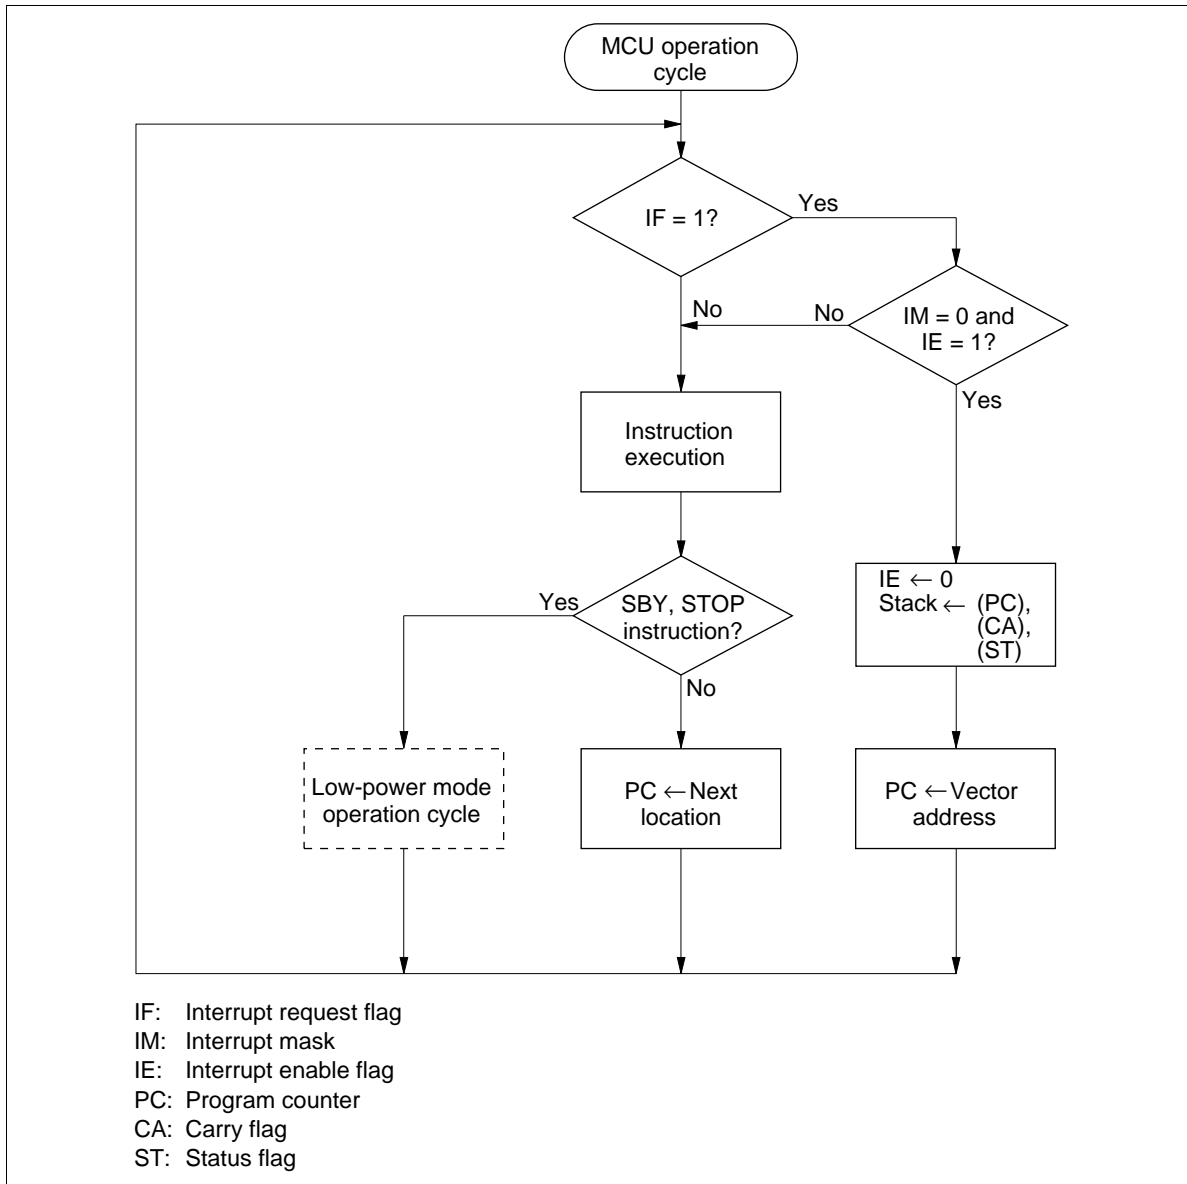 MCU operation
cycle
IF = 1?
Yes
No
No
IM = 0 and
IE = 1?
Yes
Instruction
execution
IE ← 0
Stack ← (PC),
(CA),
(ST)
Yes
SBY, STOP
instruction?
No
Low-power mode
operation cycle
PC ← Next
location
PC ← Vector
address
IF: Interrupt request flag
IM: Interrupt mask
IE: Interrupt enable flag
PC: Program counter
CA: Carry flag
ST: Status flag